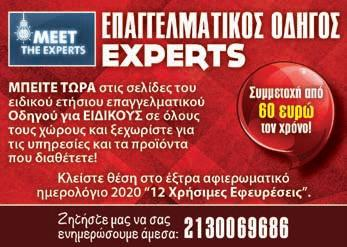 MEET
THE EXPERTS
ΕΠΑΓΓΕΛΜΑΤΙΚΟΣ ΟΔΗΓΟΣ
EXPERTS
ΜΠΕΙΤΕ ΤΩΡΑ στις σελίδες του
ειδικού ετήσιου επαγγελματικού
Οδηγού για ΕΙΔΙΚΟΥΣ σε όλους
τους χώρους και ξεχωρίστε για
τις υπηρεσίες και τα προϊόντα
που διαθέτετε!
Συμμετοχή από
60 ευρώ
τον χρόνο!
Κλείστε θέση στο έξτρα αφιερωματικό
ημερολόγιο 2020 “12 Χρήσιμες Εφευρέσεις”.
Ζητήστε μας να σας
ενημερώσουμε άμεσα: 2130069686